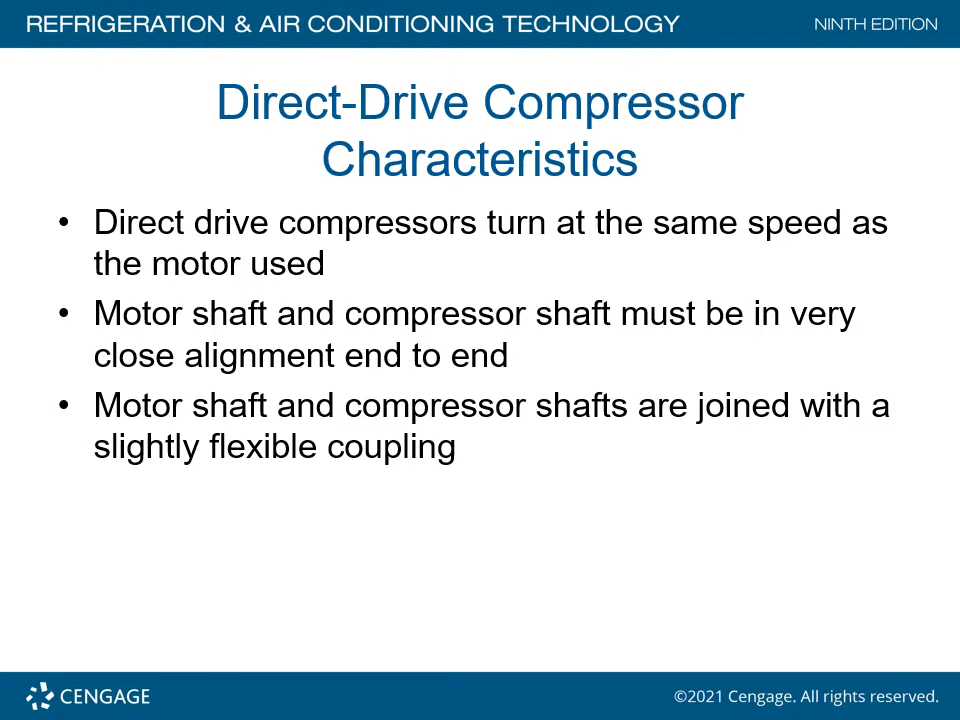 REFRIGERATION & AIR CONDITIONING TECHNOLOGY
NINTH EDITION
Direct-Drive Compressor
Characteristics
• Direct drive compressors turn at the same speed as
the motor used
• Motor shaft and compressor shaft must be in very
close alignment end to end
• Motor shaft and compressor shafts are joined with a
slightly flexible coupling
CENGAGE
©2021 Cengage. All rights reserved.